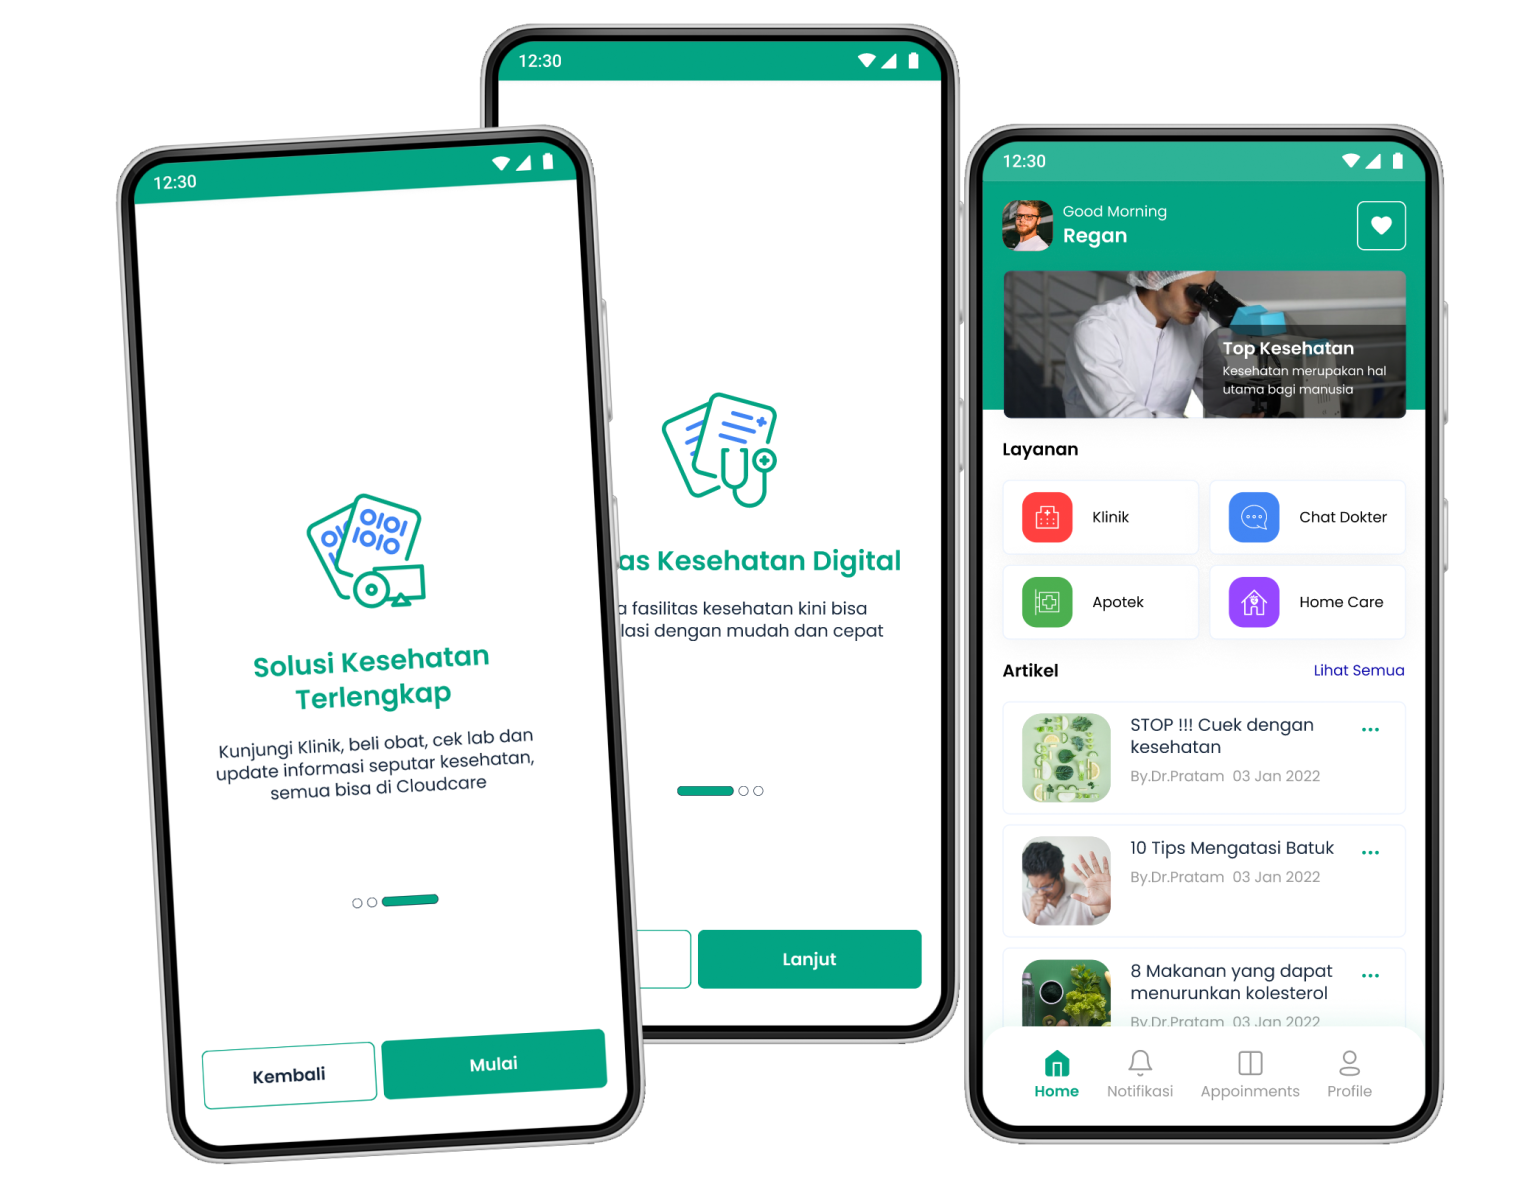 12:30
Solusi Kesehatan
Terlengkap
Kunjungi Klinik, beli obat, cek lab dan
update informasi seputar kesehatan,
semua bisa di Cloudcare
Kembali
Mulai
12:30
as Kesehatan Digital
a fasilitas kesehatan kini bisa
lasi dengan mudah dan cepat
Lanjut
12:30
Good Morning
Regan
Top Kesehatan
Kesehatan merupakan hal
utama bagi manusia
Layanan
Klinik
Chat Dokter
Apotek
Home Care
Artikel
Lihat Semua
STOP !!! Cuek dengan
kesehatan
By.Dr.Pratam 03 Jan 2022
10 Tips Mengatasi Batuk
By.Dr.Pratam 03 Jan 2022
8 Makanan yang dapat
menurunkan kolesterol
By.Dr.Pratam 03 Jan 2022
Home
Notifikasi
Appoinments
Profile